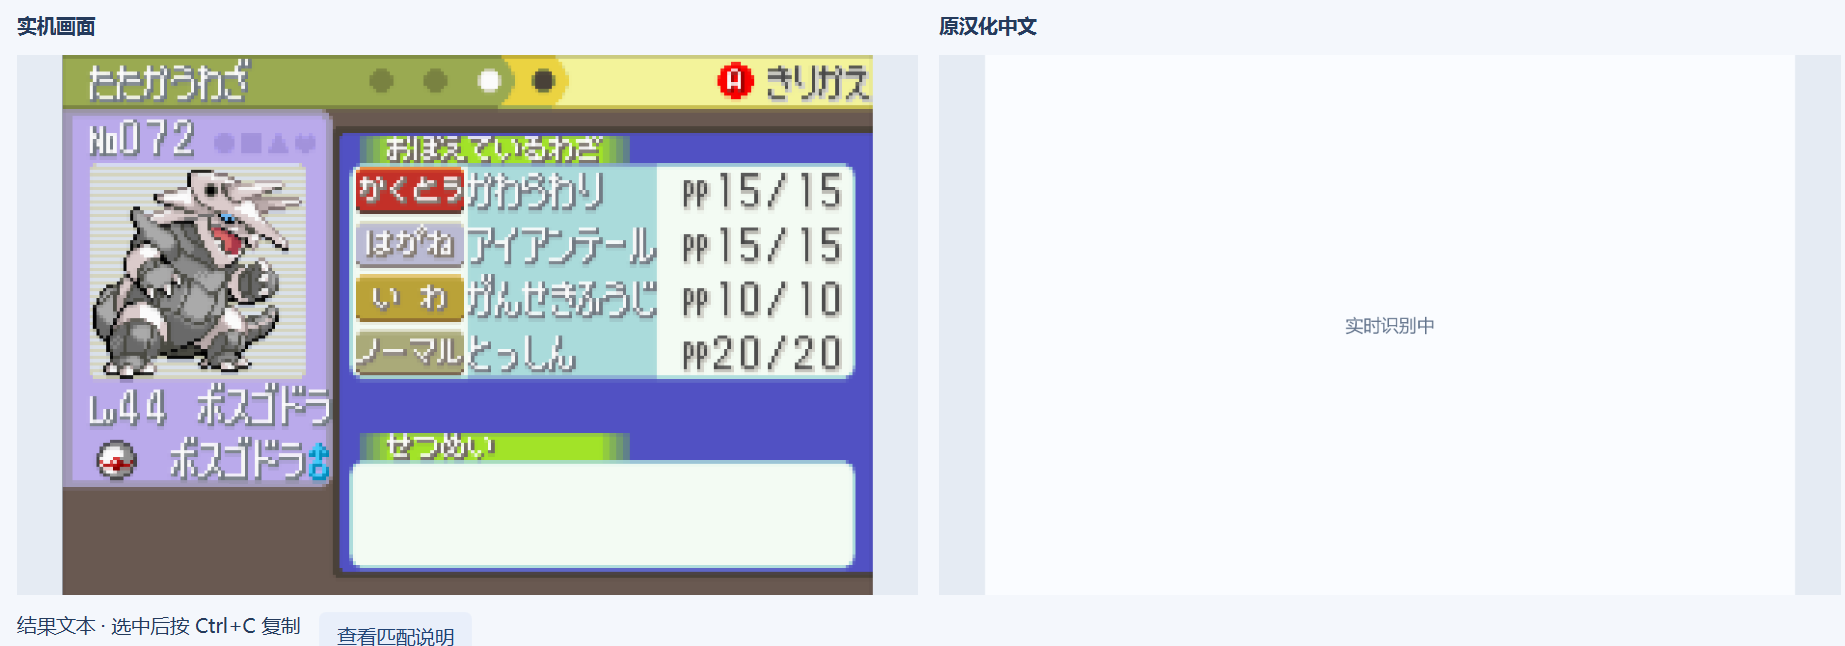 实机画面
原汉化中文
たたかうわざ
A きりかえ
No072
おぼえているわざ
かくとう かわらわり PP15/15
はがね アイアンテール PP15/15
いわ がんせきふうじ PP10/10
ノーマル とっしん PP20/20
Lv44 ボスゴドラ
ボスゴドラ♂
せつめい
实时识别中
结果文本 · 选中后按 Ctrl+C 复制
查看匹配说明